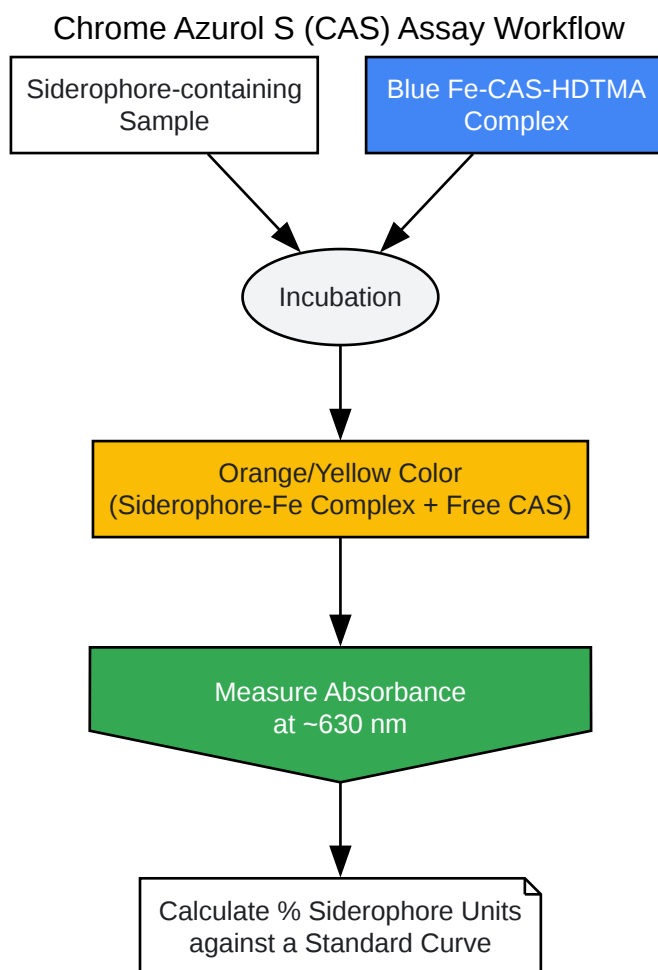 Chrome Azurol S (CAS) Assay Workflow
Siderophore-containing
Sample
Blue Fe-CAS-HDTMA
Complex
Incubation
Orange/Yellow Color
(Siderophore-Fe Complex + Free CAS)
Measure Absorbance
at ~630 nm
Calculate % Siderophore Units
against a Standard Curve